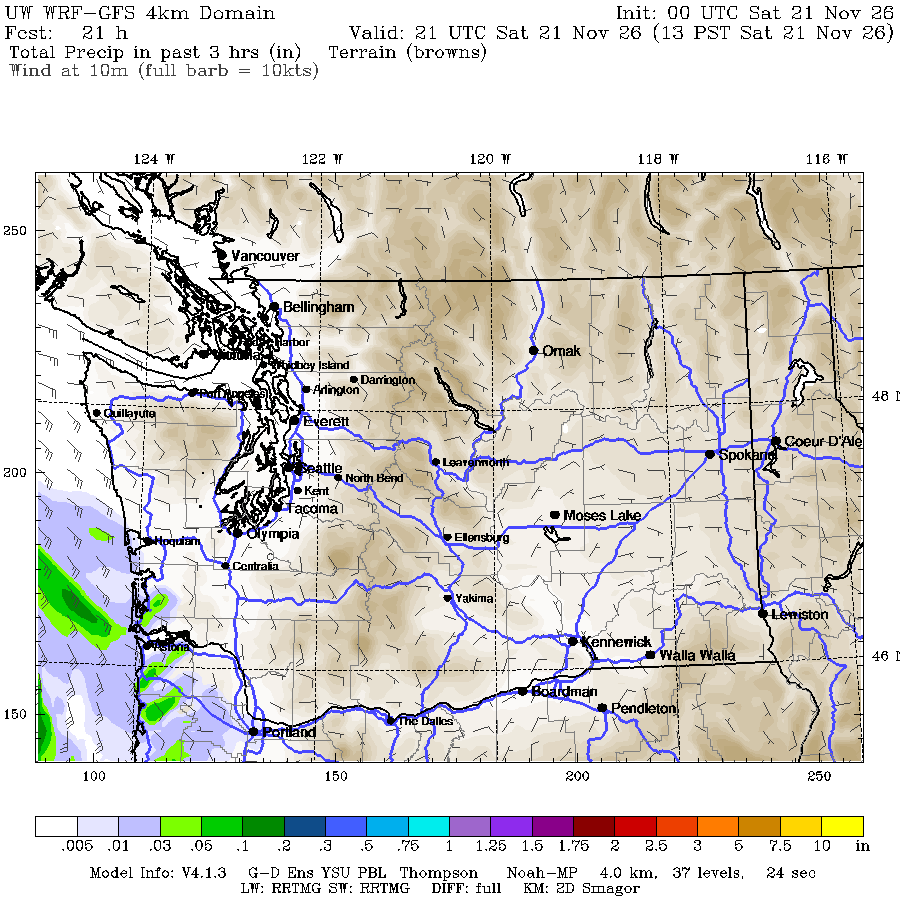 UW WRF-GFS 4km Domain Init: 00 UTC Sat 21 Nov 26
Fcst: 21 h Valid: 21 UTC Sat 21 Nov 26 (13 PST Sat 21 Nov 26)
Total Precip in past 3 hrs (in) Terrain (browns)
Wind at 10m (full barb = 10kts)
124 W 122 W 120 W 118 W 116 W
250
Vancouver
Bellingham
Harbor
Omak
Whidbey Island
Darrington
Arlington
Port Angeles
48 N
Quillayute
Everett
Coeur D'Ale
Spokane
Leavenworth
200
Seattle
North Bend
Kent
Tacoma
Moses Lake
Olympia
Ellensburg
Hoquiam
Centralia
Yakima
Lewiston
Kennewick
Astoria
Walla Walla
46 N
Boardman
Pendleton
150
The Dalles
Portland
100 150 200 250
.005 .01 .03 .05 .1 .2 .3 .5 .75 1 1.25 1.5 1.75 2 2.5 3 5 7.5 10 in
Model Info: V4.1.3 G-D Ens YSU PBL Thompson Noah-MP 4.0 km, 37 levels, 24 sec
LW: RRTMG SW: RRTMG DIFF: full KM: 2D Smagor